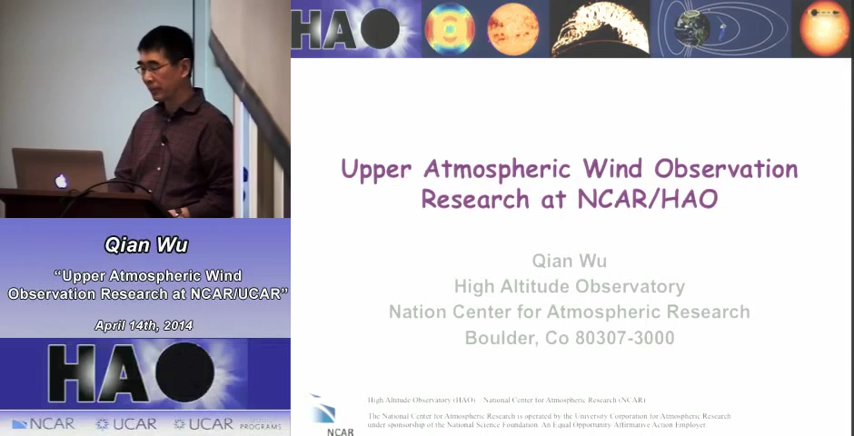 HAO
Upper Atmospheric Wind Observation
Research at NCAR/HAO
Qian Wu
High Altitude Observatory
Nation Center for Atmospheric Research
Boulder, Co 80307-3000
High Altitude Observatory (HAO) National Center for Atmospheric Research (NCAR)
The National Center for Atmospheric Research is operated by the University Corporation for Atmospheric Research
under sponsorship of the National Science Foundation. An Equal Opportunity/Affirmative Action Employer.
NCAR
Qian Wu
“Upper Atmospheric Wind
Observation Research at NCAR/UCAR”
April 14th, 2014
HAO
NCAR UCAR UCAR PROGRAMS